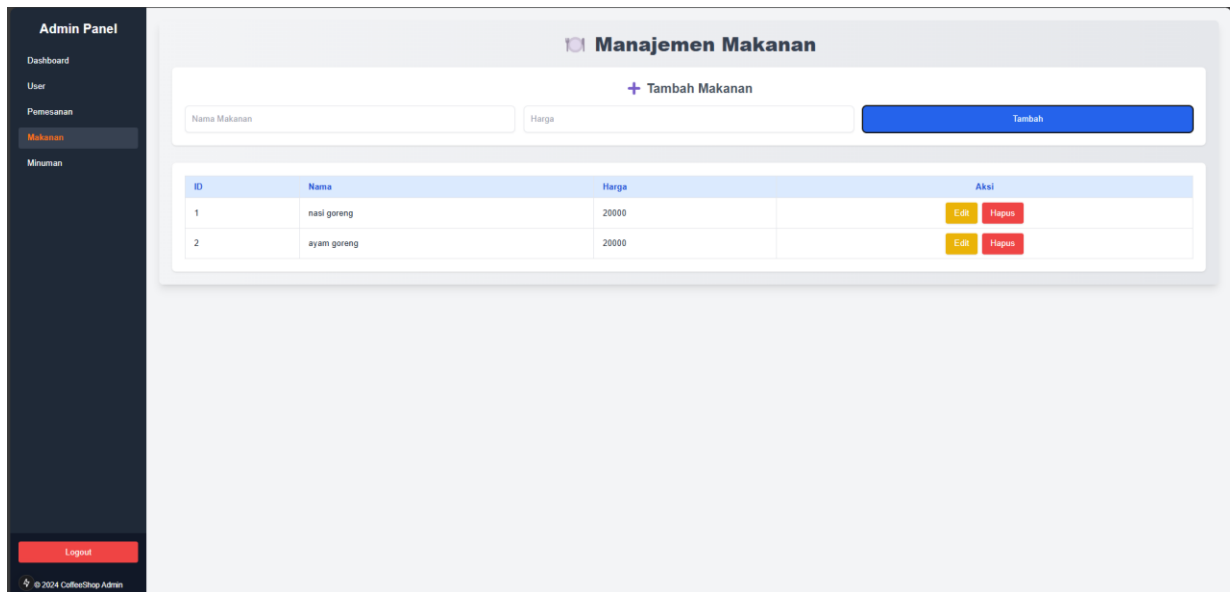 Admin Panel
Dashboard
User
Pemesanan
Makanan
Minuman
Logout
© 2024 CoffeeShop Admin
Manajemen Makanan
Tambah Makanan
Nama Makanan Harga Tambah
ID Nama Harga Aksi
1 nasi goreng 20000 Edit Hapus
2 ayam goreng 20000 Edit Hapus